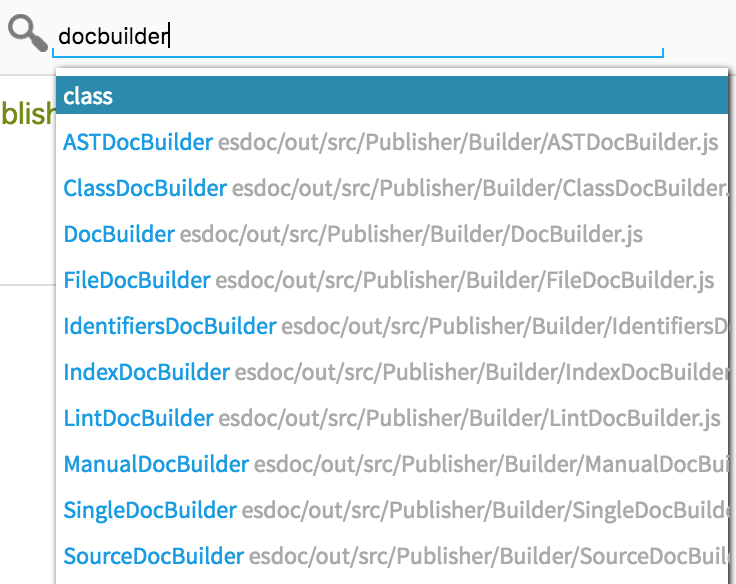 docbuilder
class
blish
ASTDocBuilder esdoc/out/src/Publisher/Builder/ASTDocBuilder.js
ClassDocBuilder esdoc/out/src/Publisher/Builder/ClassDocBuilder.
DocBuilder esdoc/out/src/Publisher/Builder/DocBuilder.js
FileDocBuilder esdoc/out/src/Publisher/Builder/FileDocBuilder.js
IdentifiersDocBuilder esdoc/out/src/Publisher/Builder/IdentifiersD
IndexDocBuilder esdoc/out/src/Publisher/Builder/IndexDocBuilder
LintDocBuilder esdoc/out/src/Publisher/Builder/LintDocBuilder.js
ManualDocBuilder esdoc/out/src/Publisher/Builder/ManualDocBui
SingleDocBuilder esdoc/out/src/Publisher/Builder/SingleDocBuilde
SourceDocBuilder esdoc/out/src/Publisher/Builder/SourceDocBuil